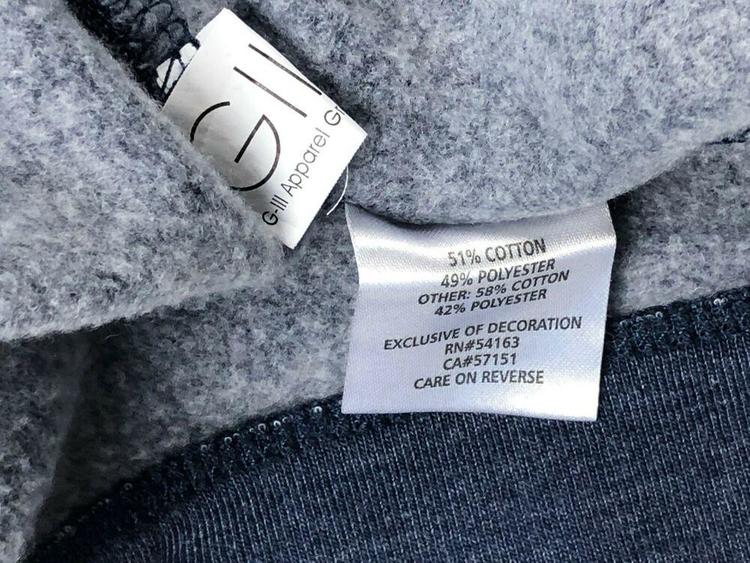 GIII
G-III Apparel
51% COTTON
49% POLYESTER
OTHER: 58% COTTON
42% POLYESTER
EXCLUSIVE OF DECORATION
RN#54163
CA#57151
CARE ON REVERSE